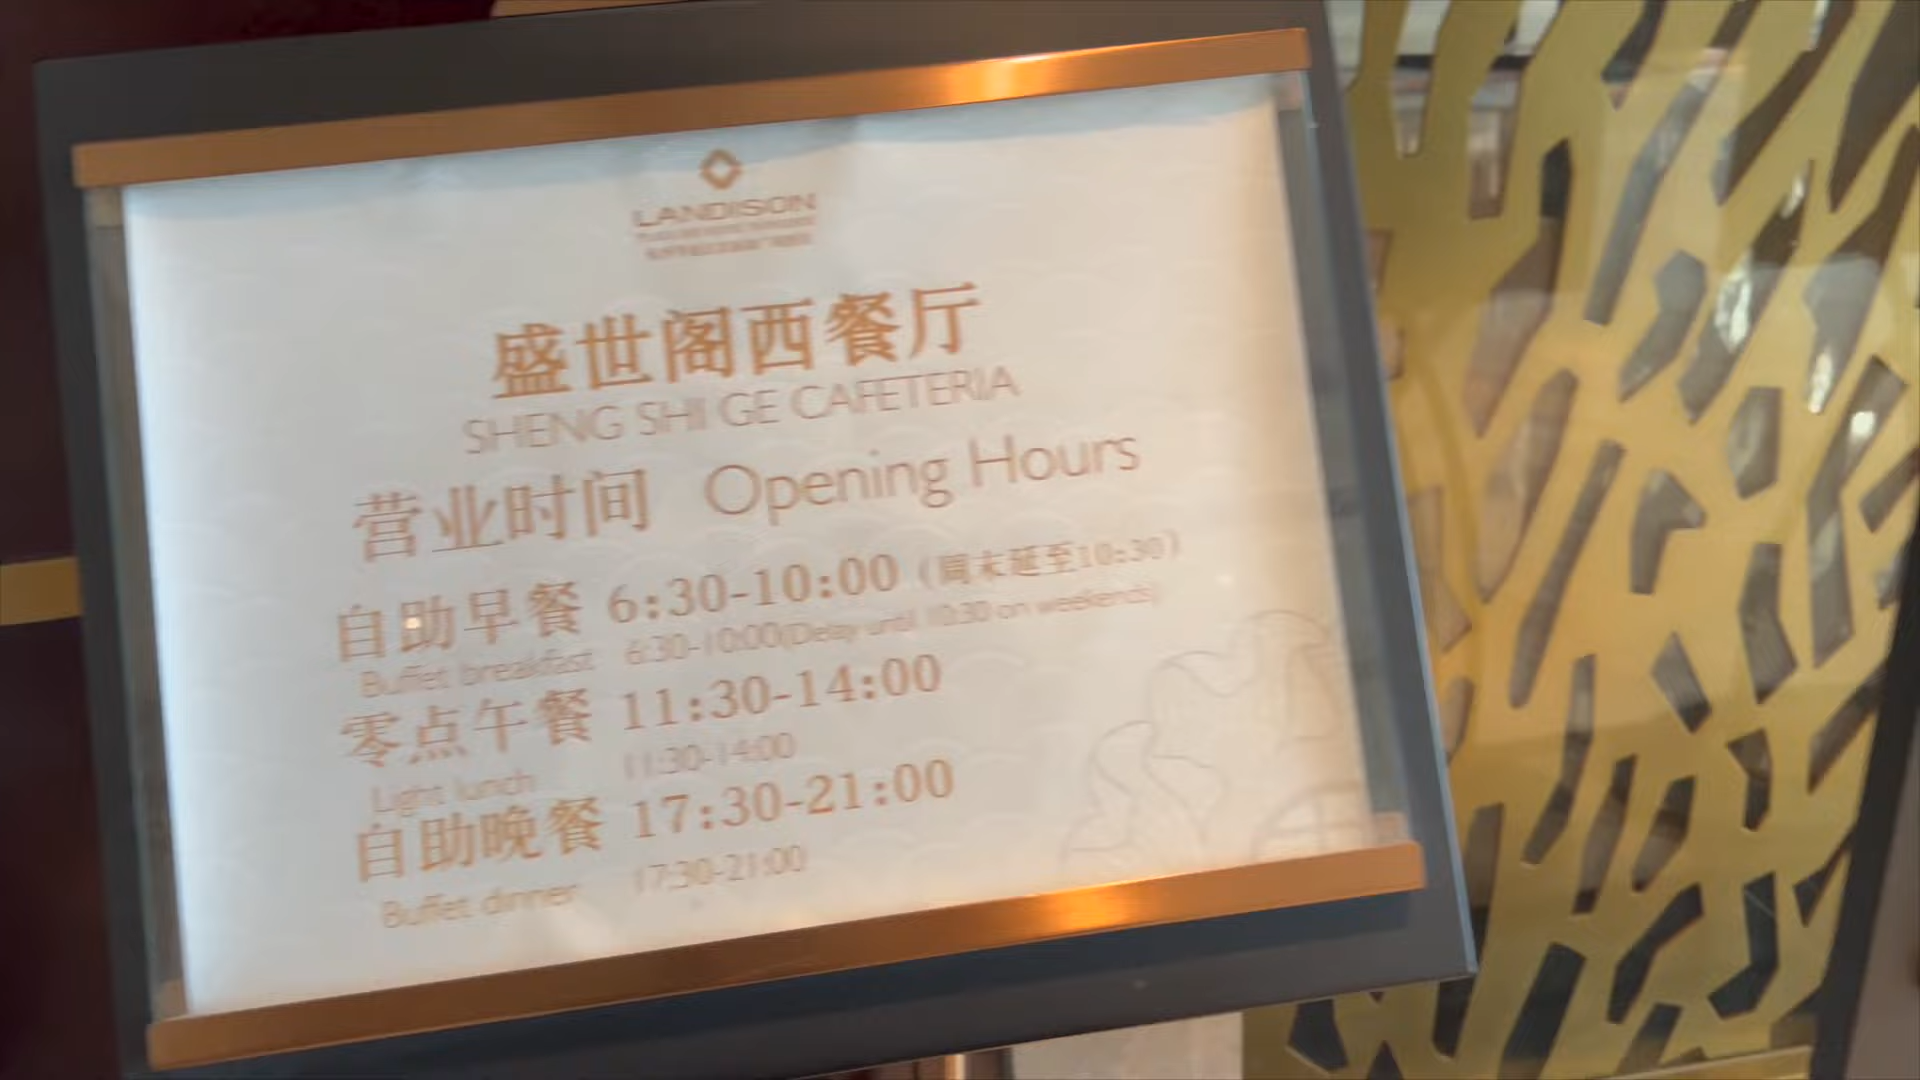 LANDISON
盛世阁西餐厅
SHENG SHI GE CAFETERIA
营业时间 Opening Hours
自助早餐 6:30-10:00（周末延至10:30）
Buffet breakfast 6:30-10:00(Delay until 10:30 on weekends)
零点午餐 11:30-14:00
Light lunch 11:30-14:00
自助晚餐 17:30-21:00
Buffet dinner 17:30-21:00